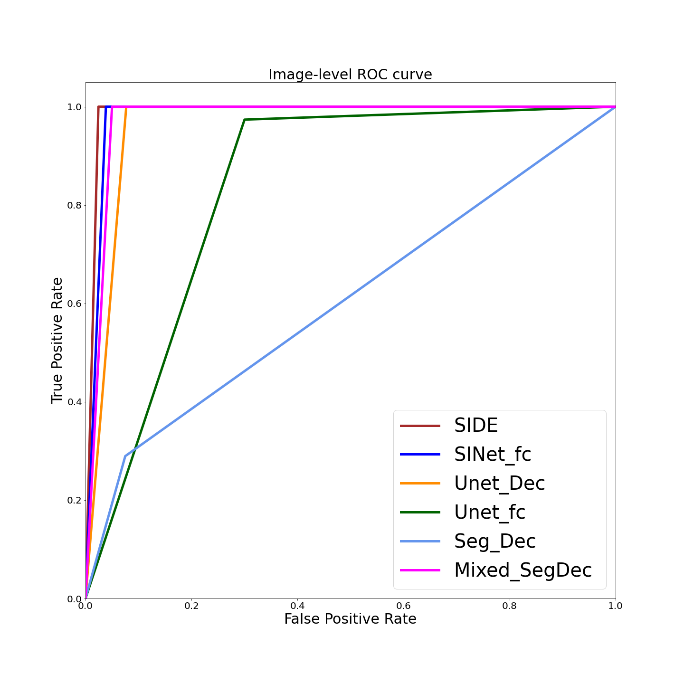 Image-level ROC curve
True Positive Rate
1.0
0.8
0.6
0.4
0.2
0.0
SIDE
SINet_fc
Unet_Dec
Unet_fc
Seg_Dec
Mixed_SegDec
0.0 0.2 0.4 0.6 0.8 1.0
False Positive Rate